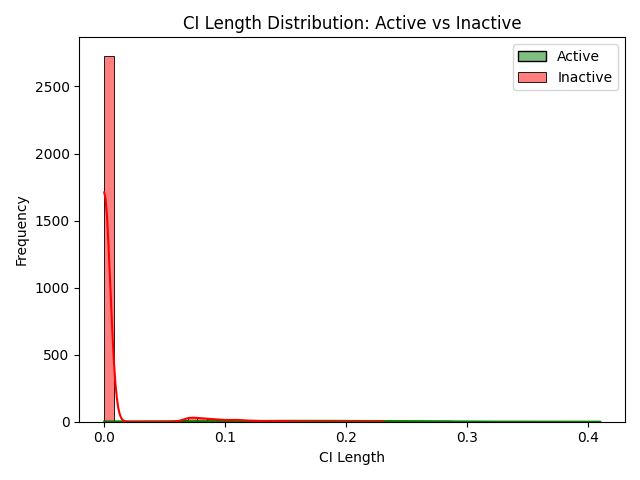 CI Length Distribution: Active vs Inactive
Active
Inactive
Frequency
2500
2000
1500
1000
500
0
0.0 0.1 0.2 0.3 0.4
CI Length